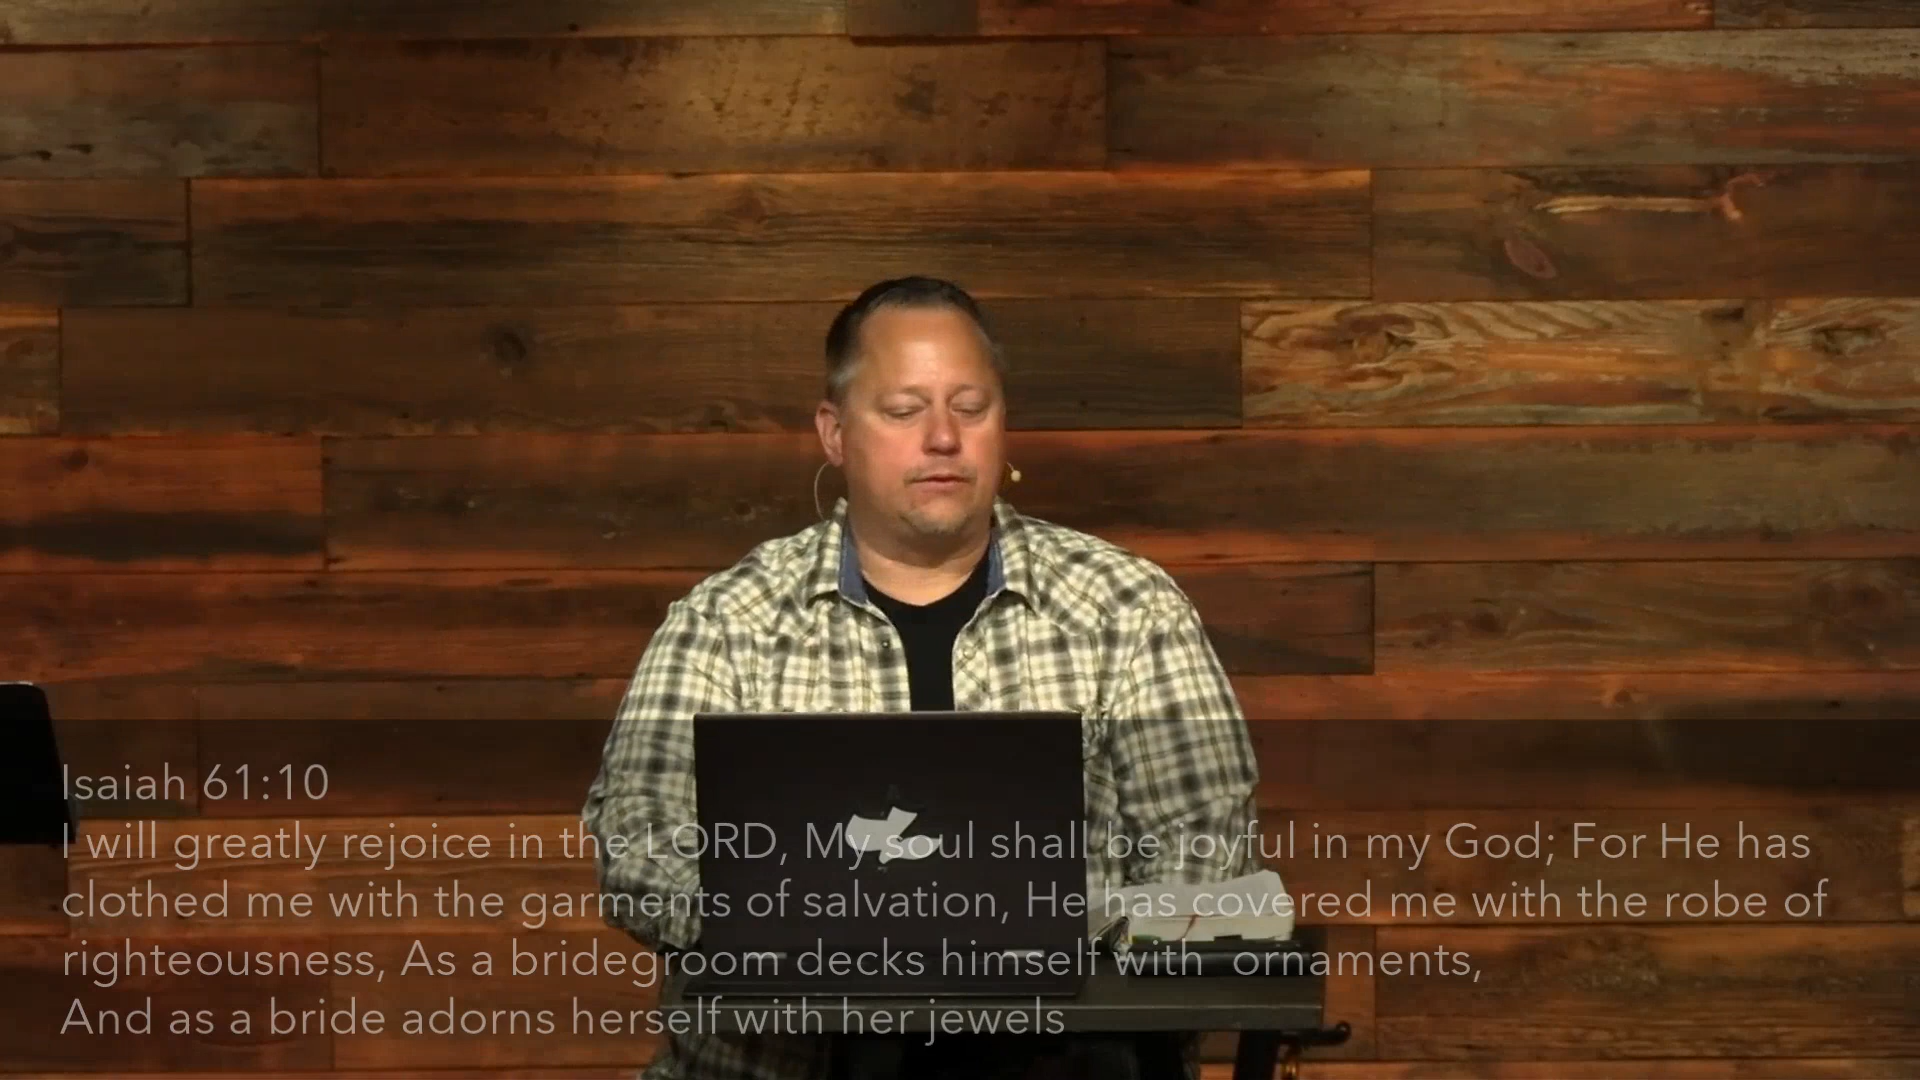 Isaiah 61:10
I will greatly rejoice in the LORD, My soul shall be joyful in my God; For He has
clothed me with the garments of salvation, He has covered me with the robe of
righteousness, As a bridegroom decks himself with  ornaments,
And as a bride adorns herself with her jewels